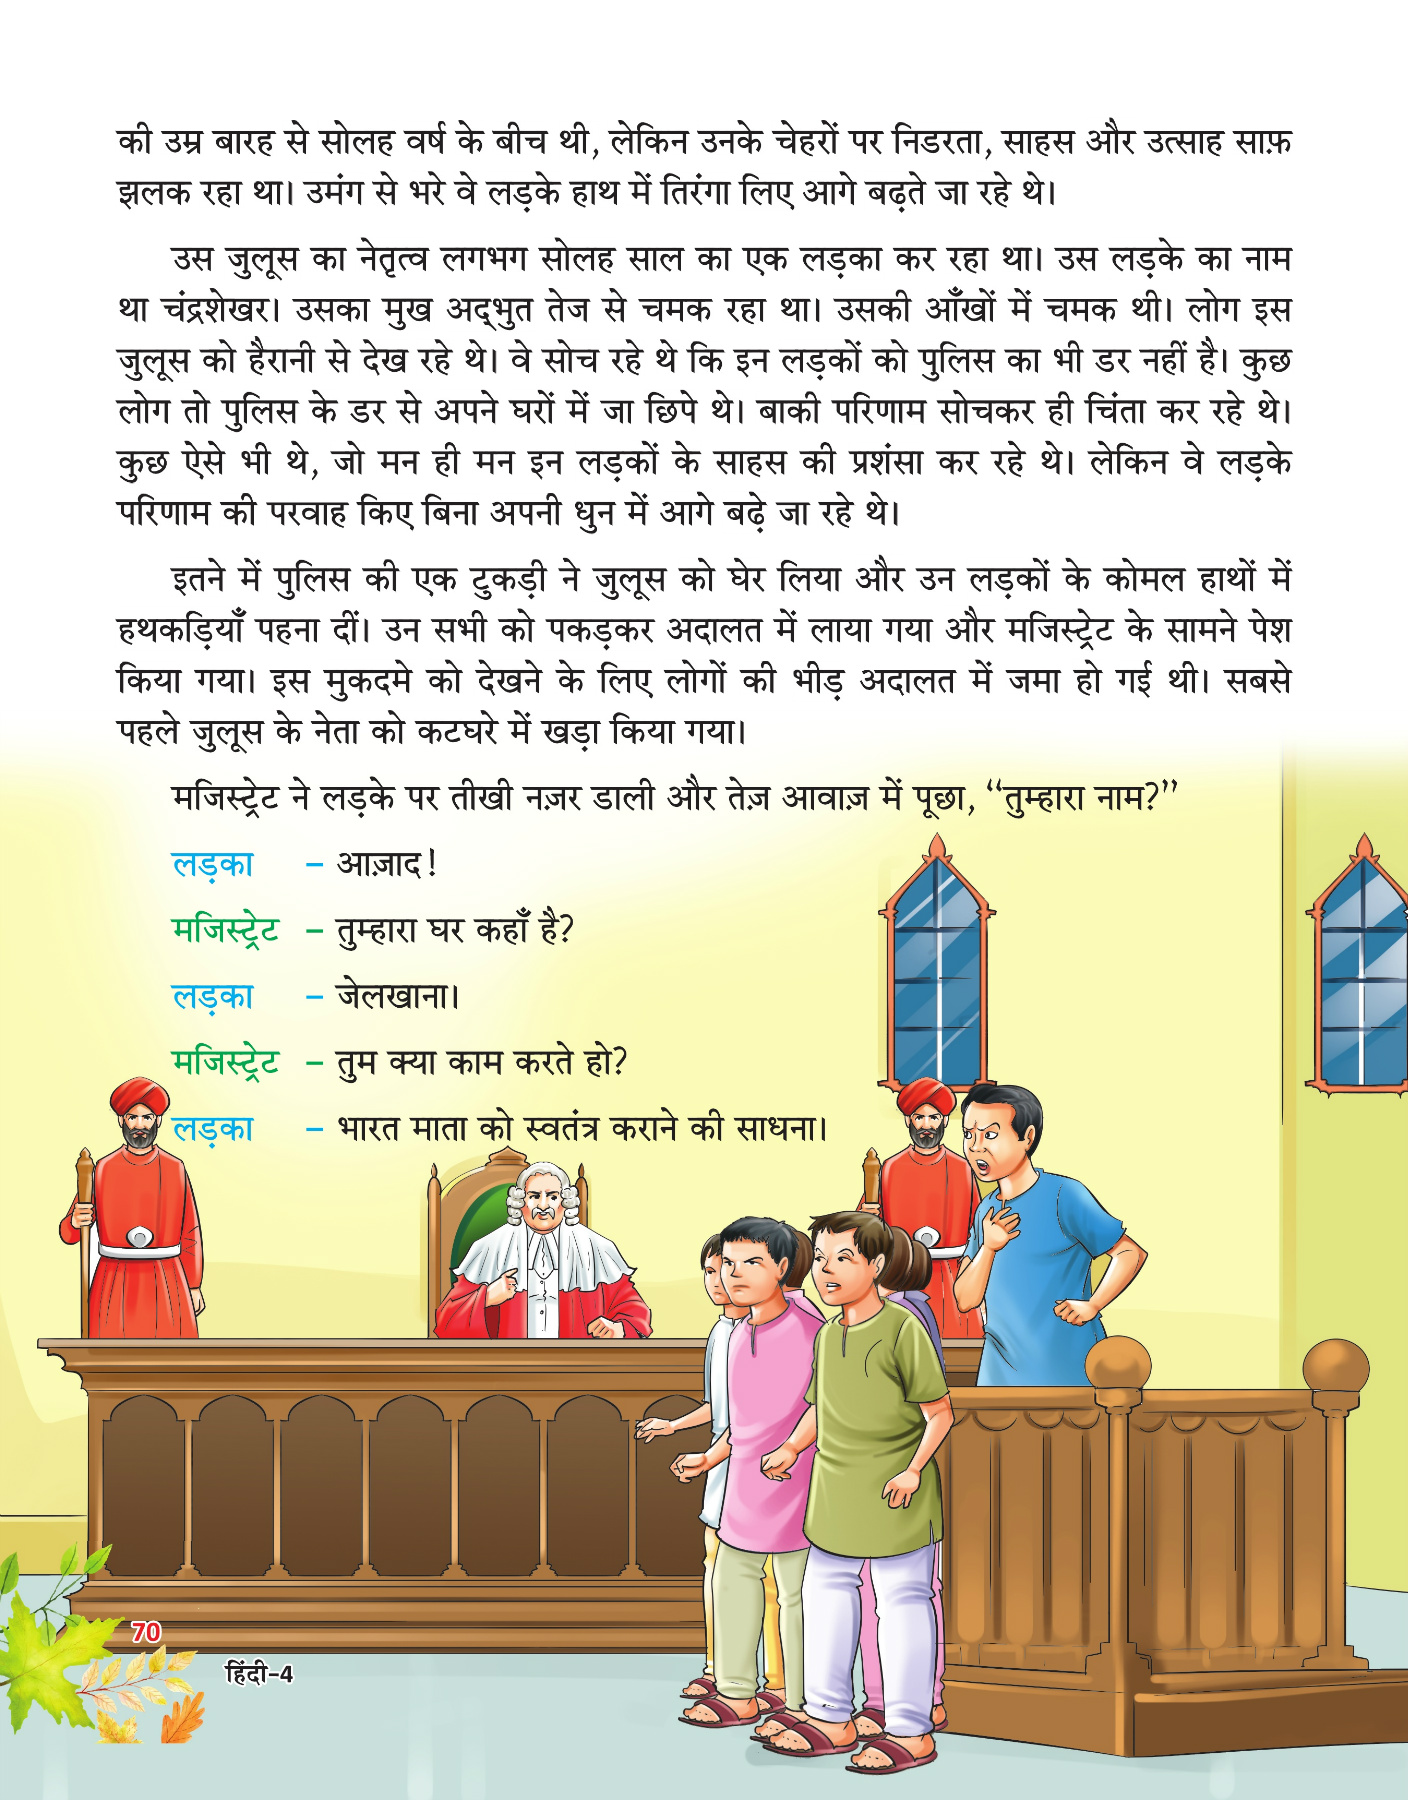 की उम्र बारह से सोलह वर्ष के बीच थी, लेकिन उनके चेहरों पर निडरता, साहस और उत्साह साफ़
झलक रहा था। उमंग से भरे वे लड़के हाथ में तिरंगा लिए आगे बढ़ते जा रहे थे।
उस जुलूस का नेतृत्व लगभग सोलह साल का एक लड़का कर रहा था। उस लड़के का नाम
था चंद्रशेखर। उसका मुख अद्‌भुत तेज से चमक रहा था। उसकी आँखों में चमक थी। लोग इस
जुलूस को हैरानी से देख रहे थे। वे सोच रहे थे कि इन लड़कों को पुलिस का भी डर नहीं है। कुछ
लोग तो पुलिस के डर से अपने घरों में जा छिपे थे। बाकी परिणाम सोचकर ही चिंता कर रहे थे।
कुछ ऐसे भी थे, जो मन ही मन इन लड़कों के साहस की प्रशंसा कर रहे थे। लेकिन वे लड़के
परिणाम की परवाह किए बिना अपनी धुन में आगे बढ़े जा रहे थे।
इतने में पुलिस की एक टुकड़ी ने जुलूस को घेर लिया और उन लड़कों के कोमल हाथों में
हथकड़ियाँ पहना दीं। उन सभी को पकड़कर अदालत में लाया गया और मजिस्ट्रेट के सामने पेश
किया गया। इस मुकदमे को देखने के लिए लोगों की भीड़ अदालत में जमा हो गई थी। सबसे
पहले जुलूस के नेता को कटघरे में खड़ा किया गया।
मजिस्ट्रेट ने लड़के पर तीखी नज़र डाली और तेज़ आवाज़ में पूछा, “तुम्हारा नाम?”
लड़का – आज़ाद!
मजिस्ट्रेट – तुम्हारा घर कहाँ है?
लड़का – जेलखाना।
मजिस्ट्रेट – तुम क्या काम करते हो?
लड़का – भारत माता को स्वतंत्र कराने की साधना।
70
हिंदी-4